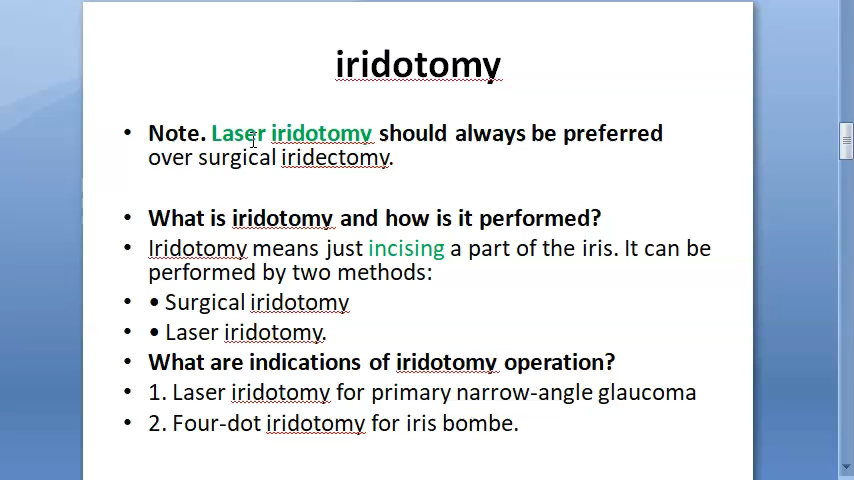 iridotomy
• Note. Laser iridotomy should always be preferred
over surgical iridectomy.
• What is iridotomy and how is it performed?
• Iridotomy means just incising a part of the iris. It can be
performed by two methods:
• • Surgical iridotomy
• • Laser iridotomy.
• What are indications of iridotomy operation?
• 1. Laser iridotomy for primary narrow-angle glaucoma
• 2. Four-dot iridotomy for iris bombe.